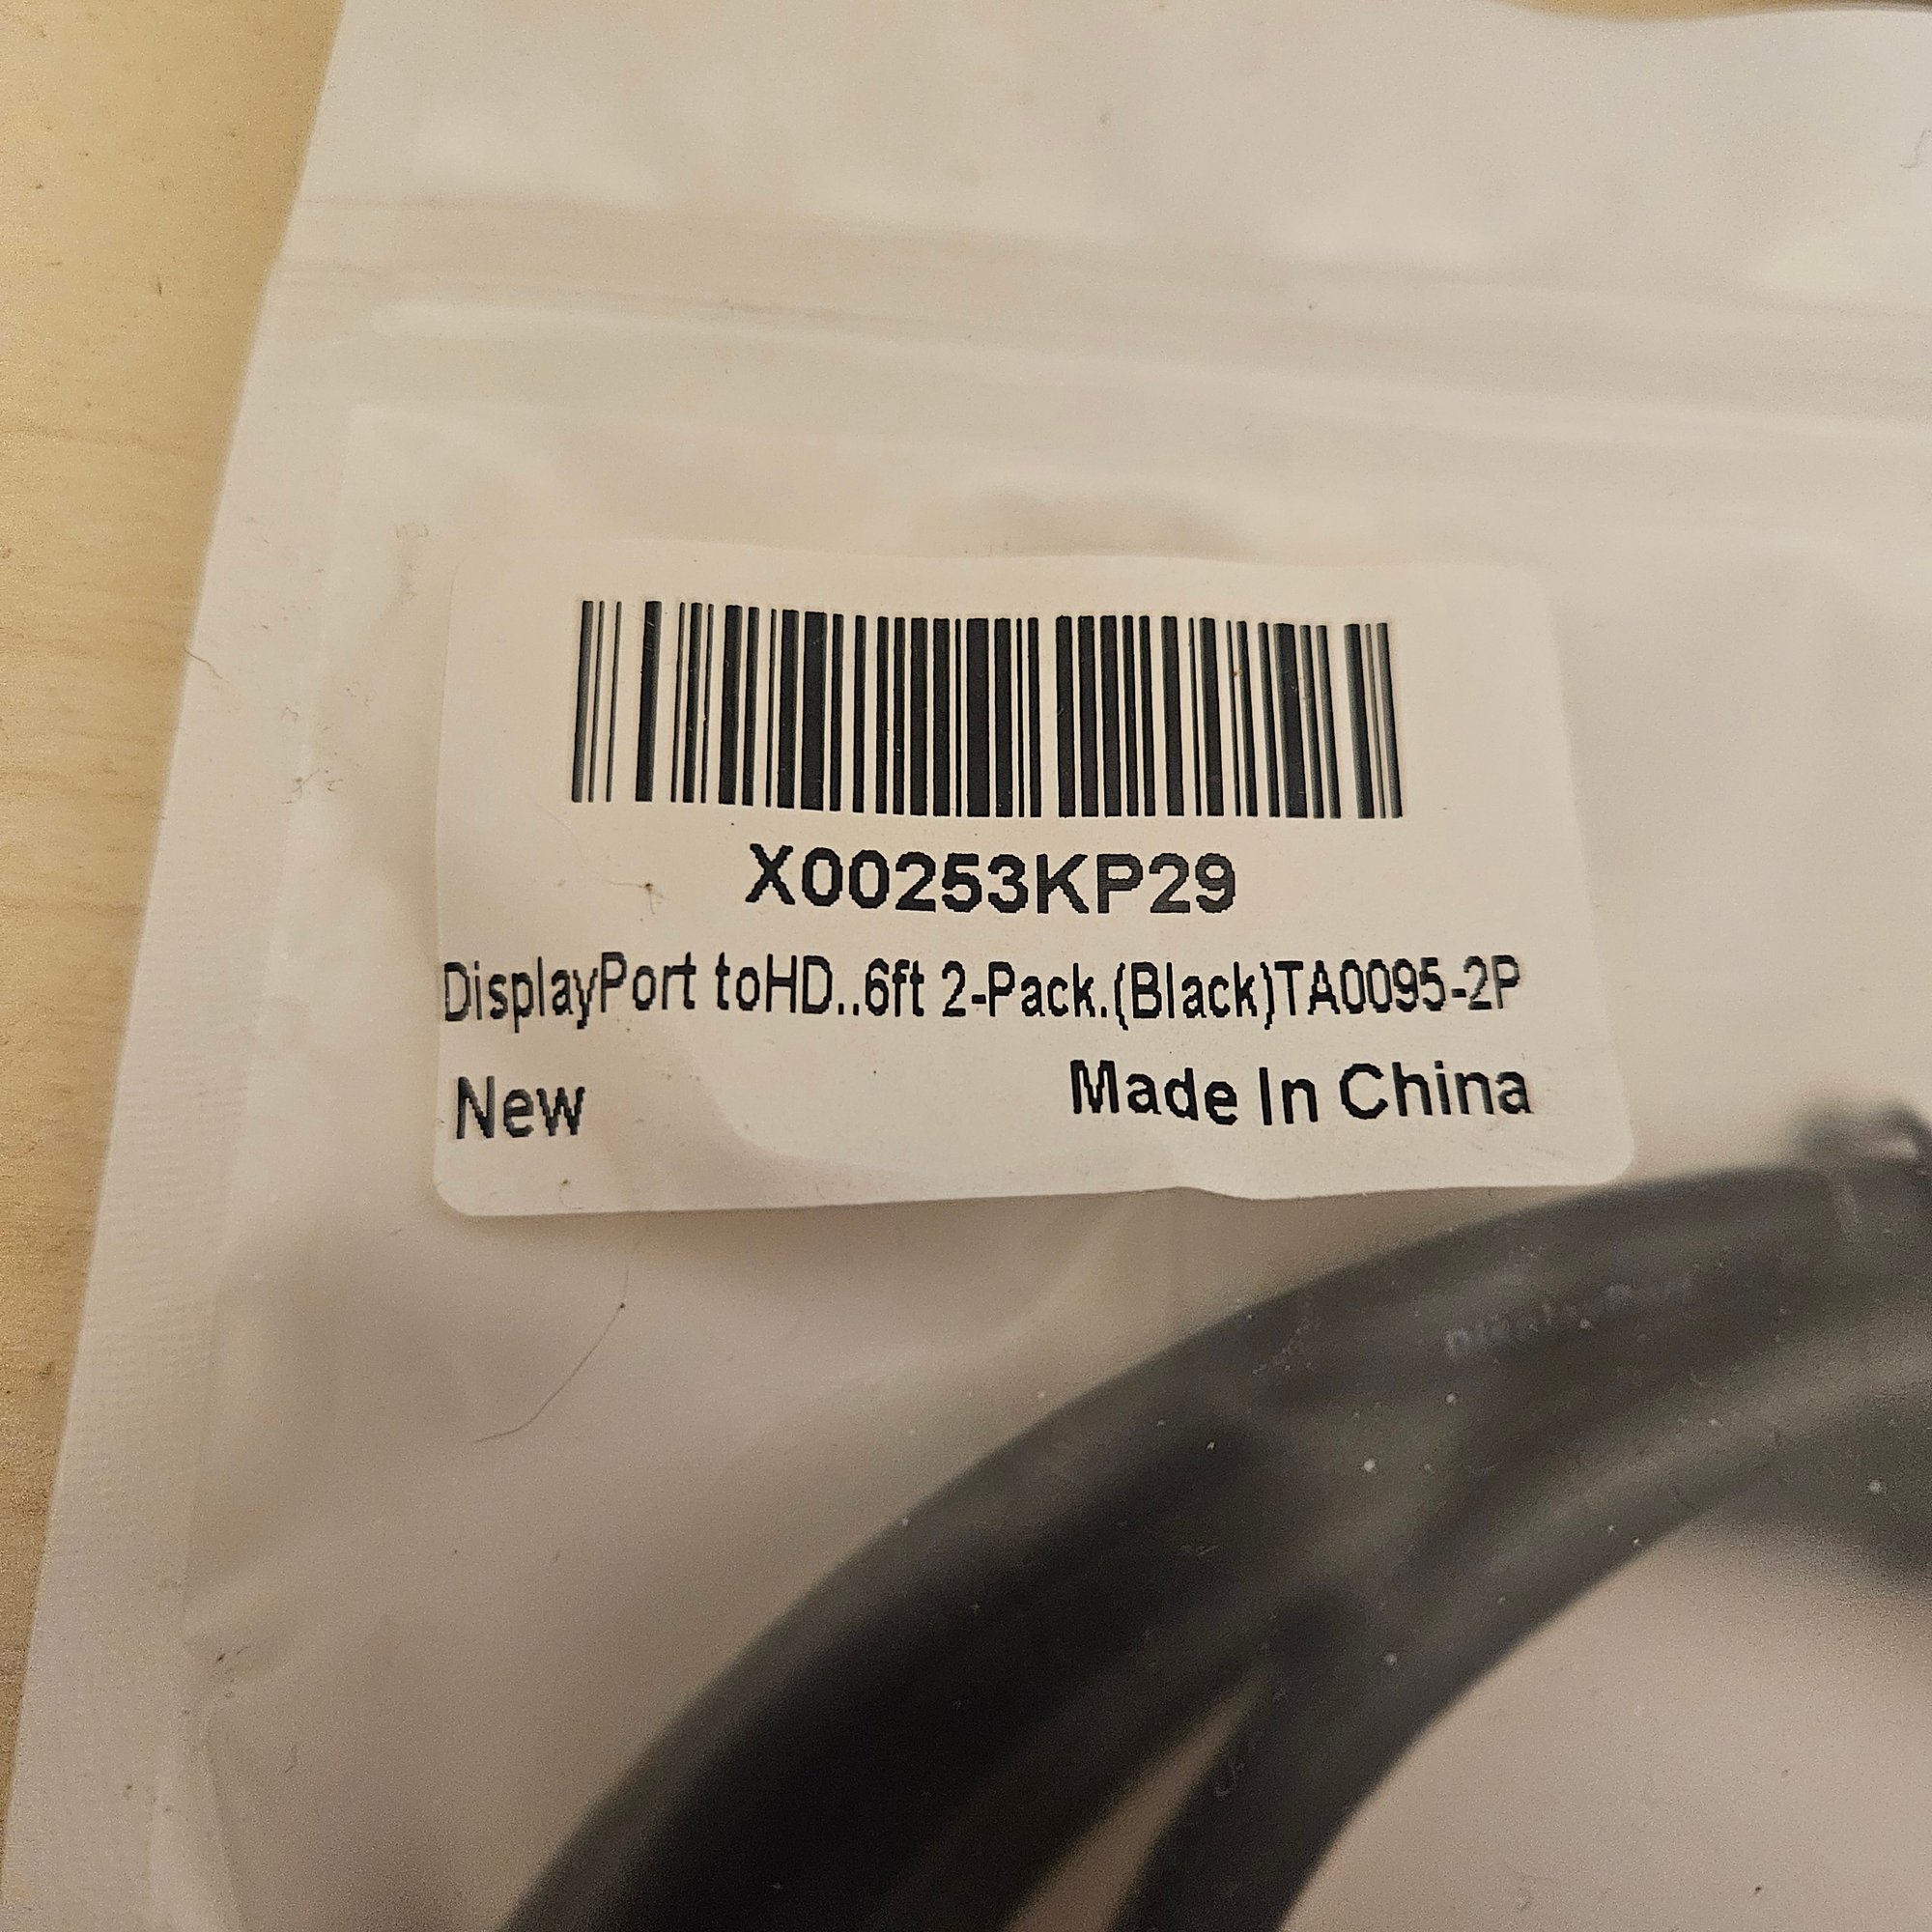 X00253KP29
DisplayPort toHD..6ft 2-Pack.(Black)TA0095-2P
New
Made In China